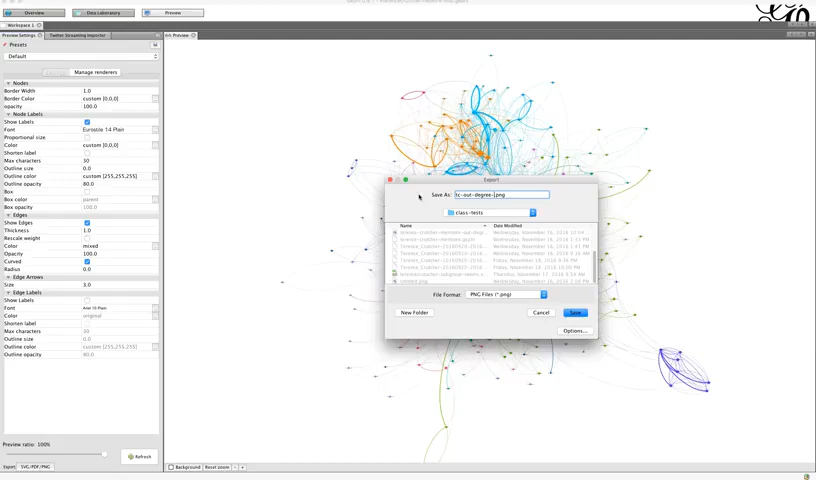 Overview
Data Laboratory
Preview
Workspace 1
Preview Settings
Twitter Streaming Importer
Preview
Presets
Default
Manage renderers
Nodes
Border Width 1.0
Border Color custom [0,0,0]
opacity 100.0
Node Labels
Show Labels
Font Eurostile 14 Plain
Proportional size
Color custom [0,0,0]
Shorten label
Max characters 30
Outline size 0.0
Outline color custom [255,255,255]
Outline opacity 80.0
Box
Box color parent
Box opacity 100.0
Edges
Show Edges
Thickness 1.0
Rescale weight
Color mixed
Opacity 100.0
Curved
Radius 0.0
Edge Arrows
Size 3.0
Edge Labels
Show Labels
Font Arial 10 Plain
Color original
Shorten label
Max characters 30
Outline size 0.0
Outline color custom [255,255,255]
Outline opacity 80.0
Preview ratio: 100%
Refresh
Export: SVG/PDF/PNG
Background
Reset zoom
- +
Export
Save As: tc-out-degree-.png
class-tests
Name Date Modified
File Format: PNG Files (*.png)
New Folder
Cancel
Save
Options...